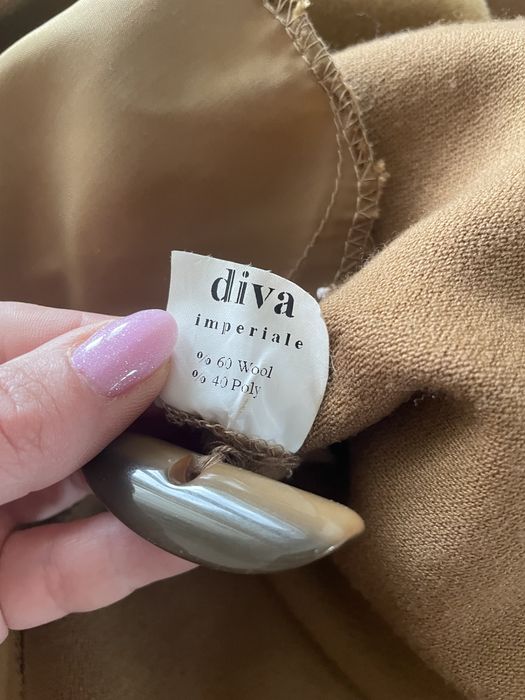 diva
imperiale
% 60 Wool
% 40 Poly